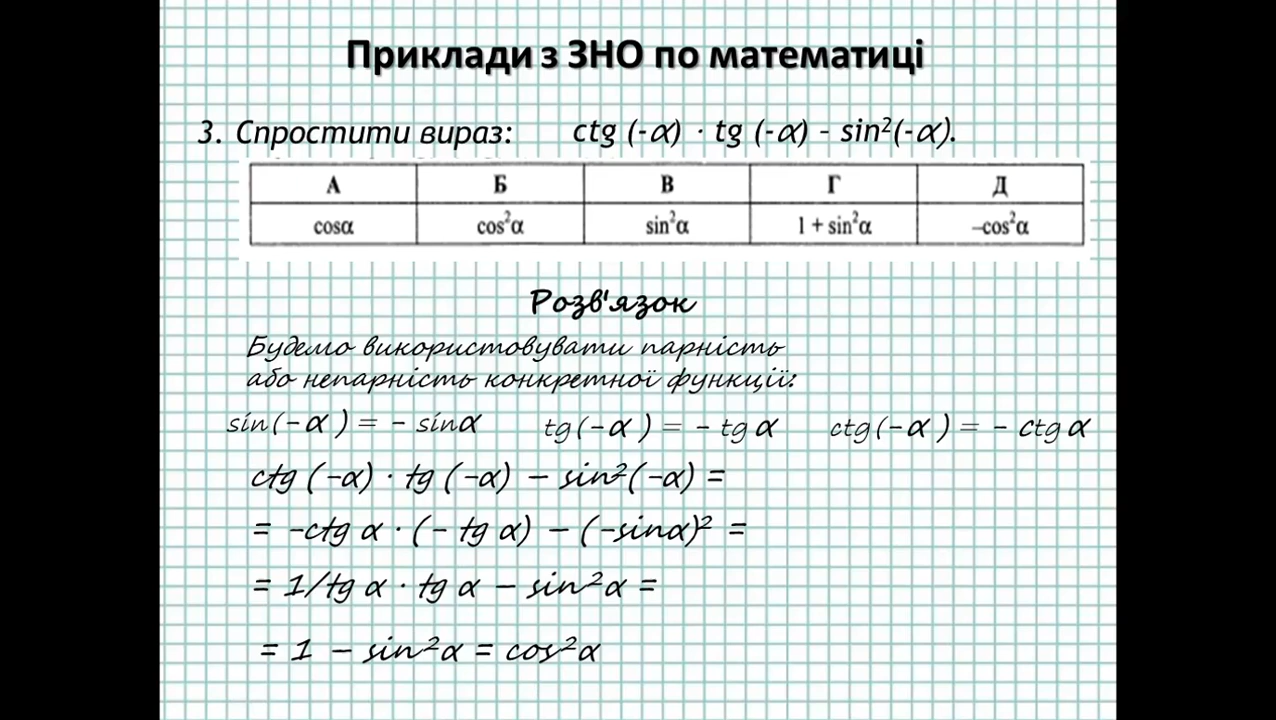 Приклади з ЗНО по математиці
3. Спростити вираз: ctg (-α) · tg (-α) - sin²(-α).
А Б В Г Д
cosα cos²α sin²α 1 + sin²α –cos²α
Розв'язок
Будемо використовувати парність
або непарність конкретної функції:
sin(-α) = - sinα tg(-α) = - tg α ctg(-α) = - ctg α
ctg (-α) · tg (-α) – sin²(-α) =
= -ctg α · (- tg α) – (-sinα)² =
= 1/tg α · tg α – sin²α =
= 1 – sin²α = cos²α